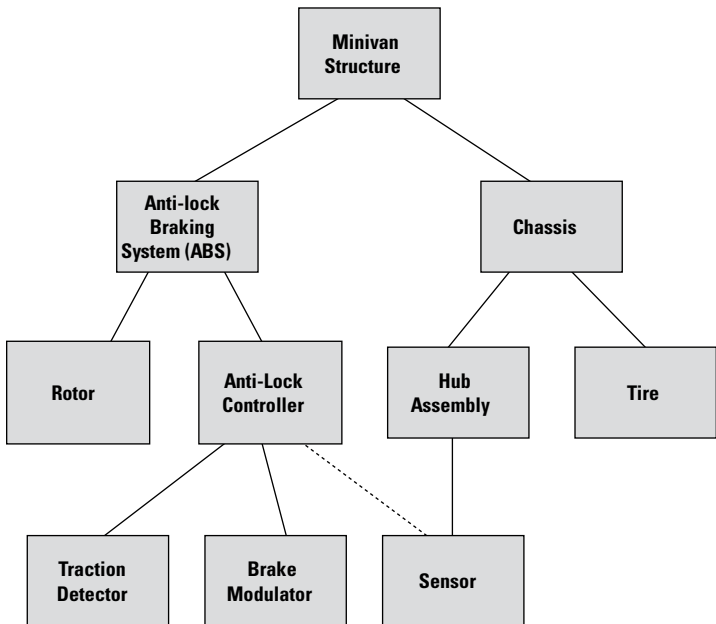 Minivan
Structure
Anti-lock
Braking
System (ABS)
Chassis
Rotor
Anti-Lock
Controller
Hub
Assembly
Tire
Traction
Detector
Brake
Modulator
Sensor